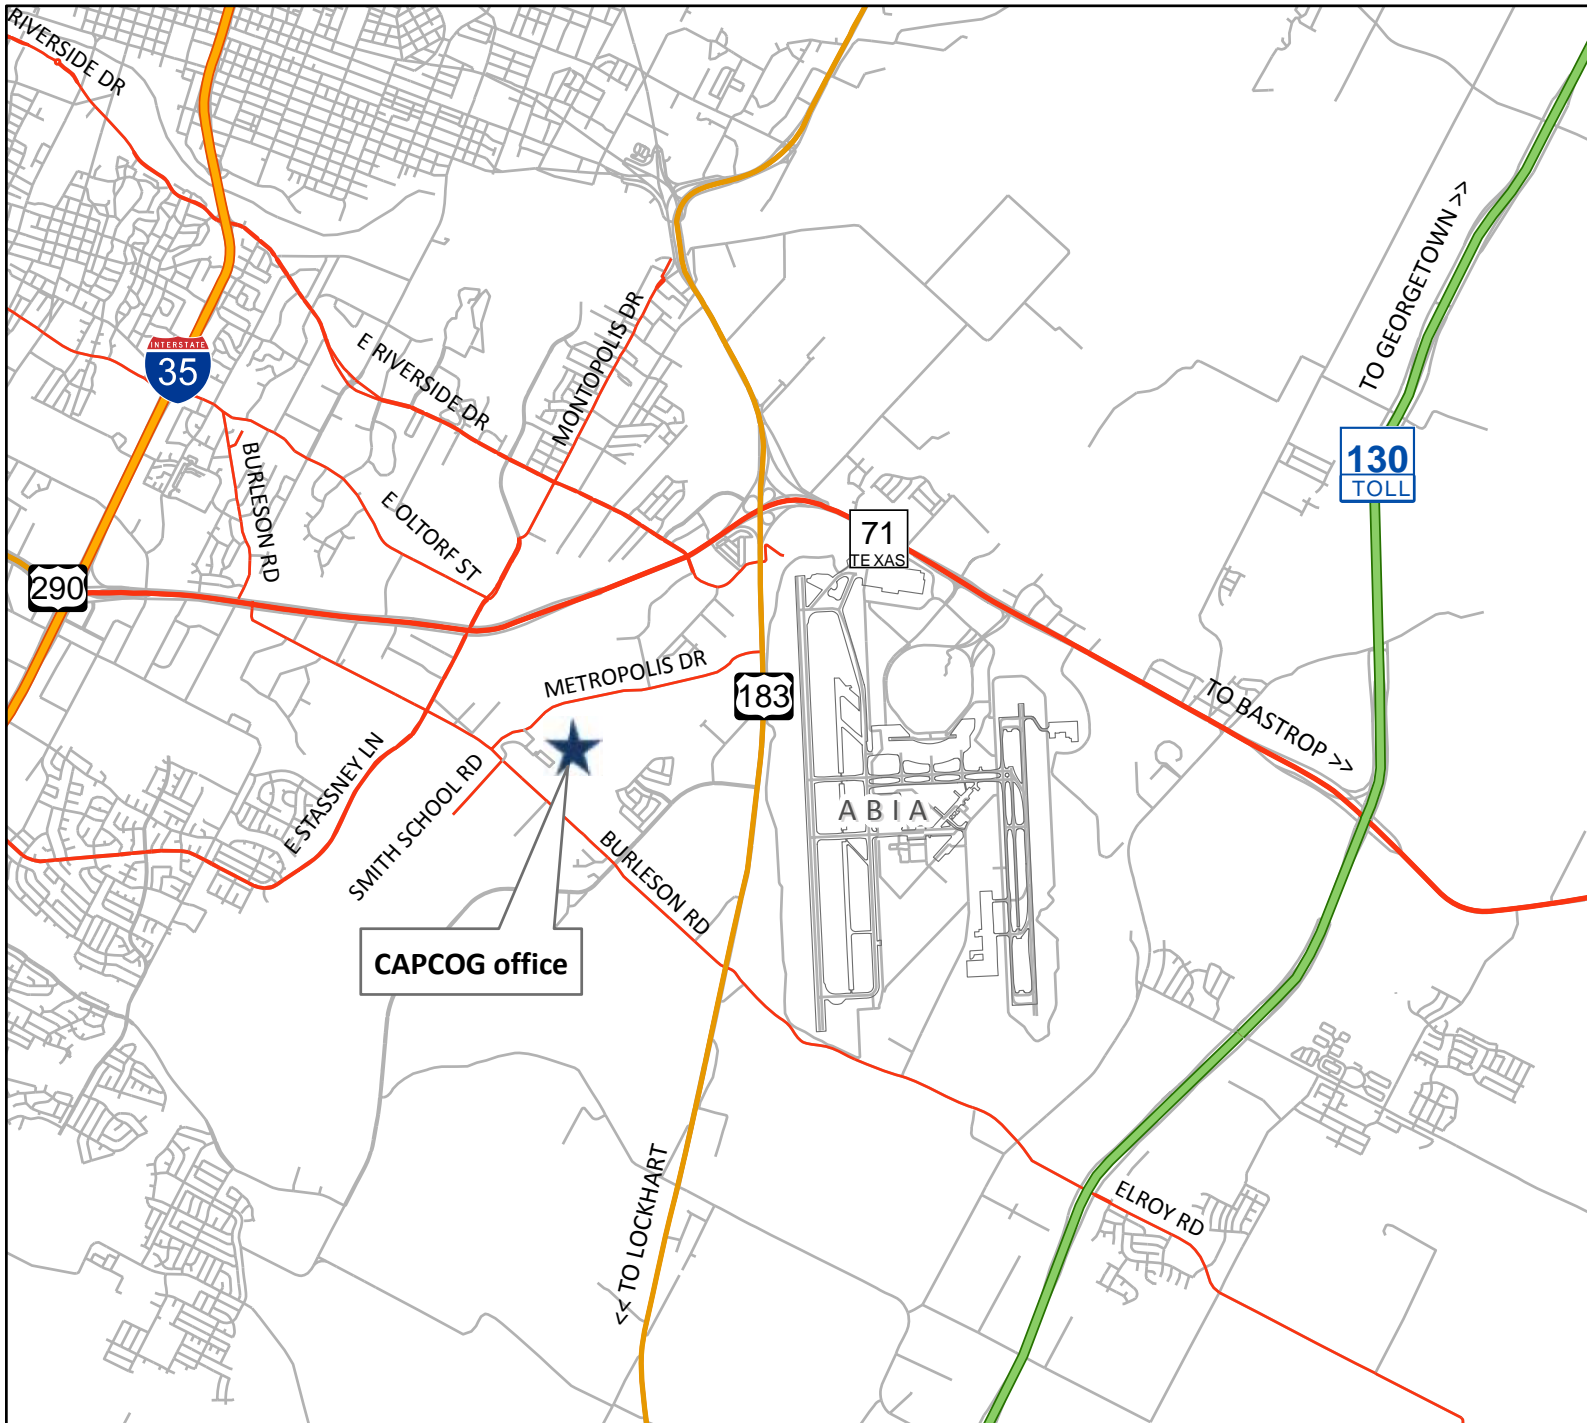 RIVERSIDE DR
INTERSTATE
35
E RIVERSIDE DR
MONTOPOLIS DR
TO GEORGETOWN >>
130
TOLL
BURLESON RD
E OLTORF ST
71
TEXAS
290
METROPOLIS DR
183
TO BASTROP >>
E STASSNEY LN
SMITH SCHOOL RD
ABIA
BURLESON RD
CAPCOG office
<< TO LOCKHART
ELROY RD